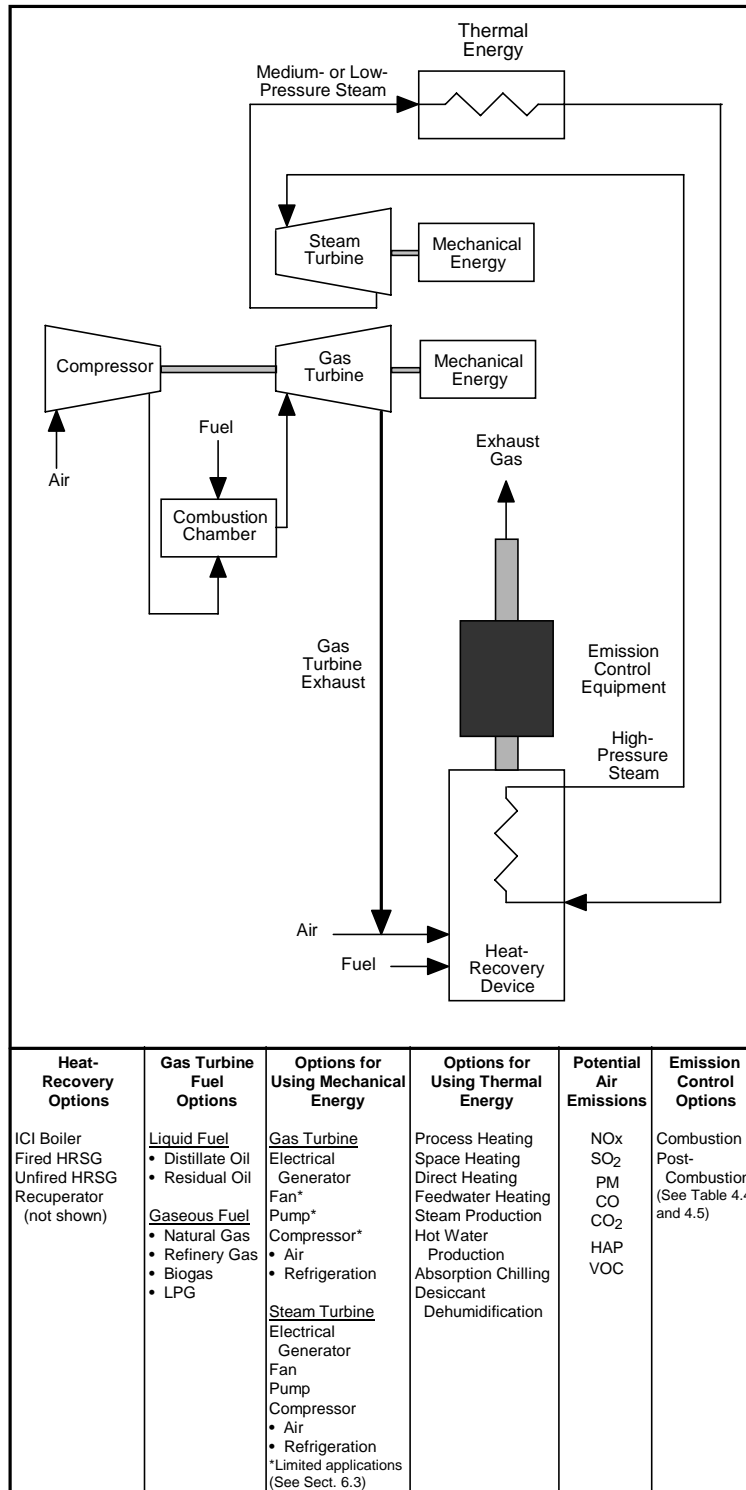 Thermal
Energy
Medium- or Low-
Pressure Steam
Steam
Turbine
Mechanical
Energy
Compressor
Gas
Turbine
Mechanical
Energy
Fuel
Air
Exhaust
Gas
Combustion
Chamber
Gas
Turbine
Exhaust
Emission
Control
Equipment
High-
Pressure
Steam
Air
Fuel
Heat-
Recovery
Device
Heat-
Recovery
Options
ICI Boiler
Fired HRSG
Unfired HRSG
Recuperator
(not shown)
Gas Turbine
Fuel
Options
Liquid Fuel
• Distillate Oil
• Residual Oil
Gaseous Fuel
• Natural Gas
• Refinery Gas
• Biogas
• LPG
Options for
Using Mechanical
Energy
Gas Turbine
Electrical
Generator
Fan*
Pump*
Compressor*
• Air
• Refrigeration
Steam Turbine
Electrical
Generator
Fan
Pump
Compressor
• Air
• Refrigeration
*Limited applications
(See Sect. 6.3)
Options for
Using Thermal
Energy
Process Heating
Space Heating
Direct Heating
Feedwater Heating
Steam Production
Hot Water
Production
Absorption Chilling
Desiccant
Dehumidification
Potential
Air
Emissions
NOx
SO2
PM
CO
CO2
HAP
VOC
Emission
Control
Options
Combustion
Post-
Combustion
(See Table 4.4
and 4.5)